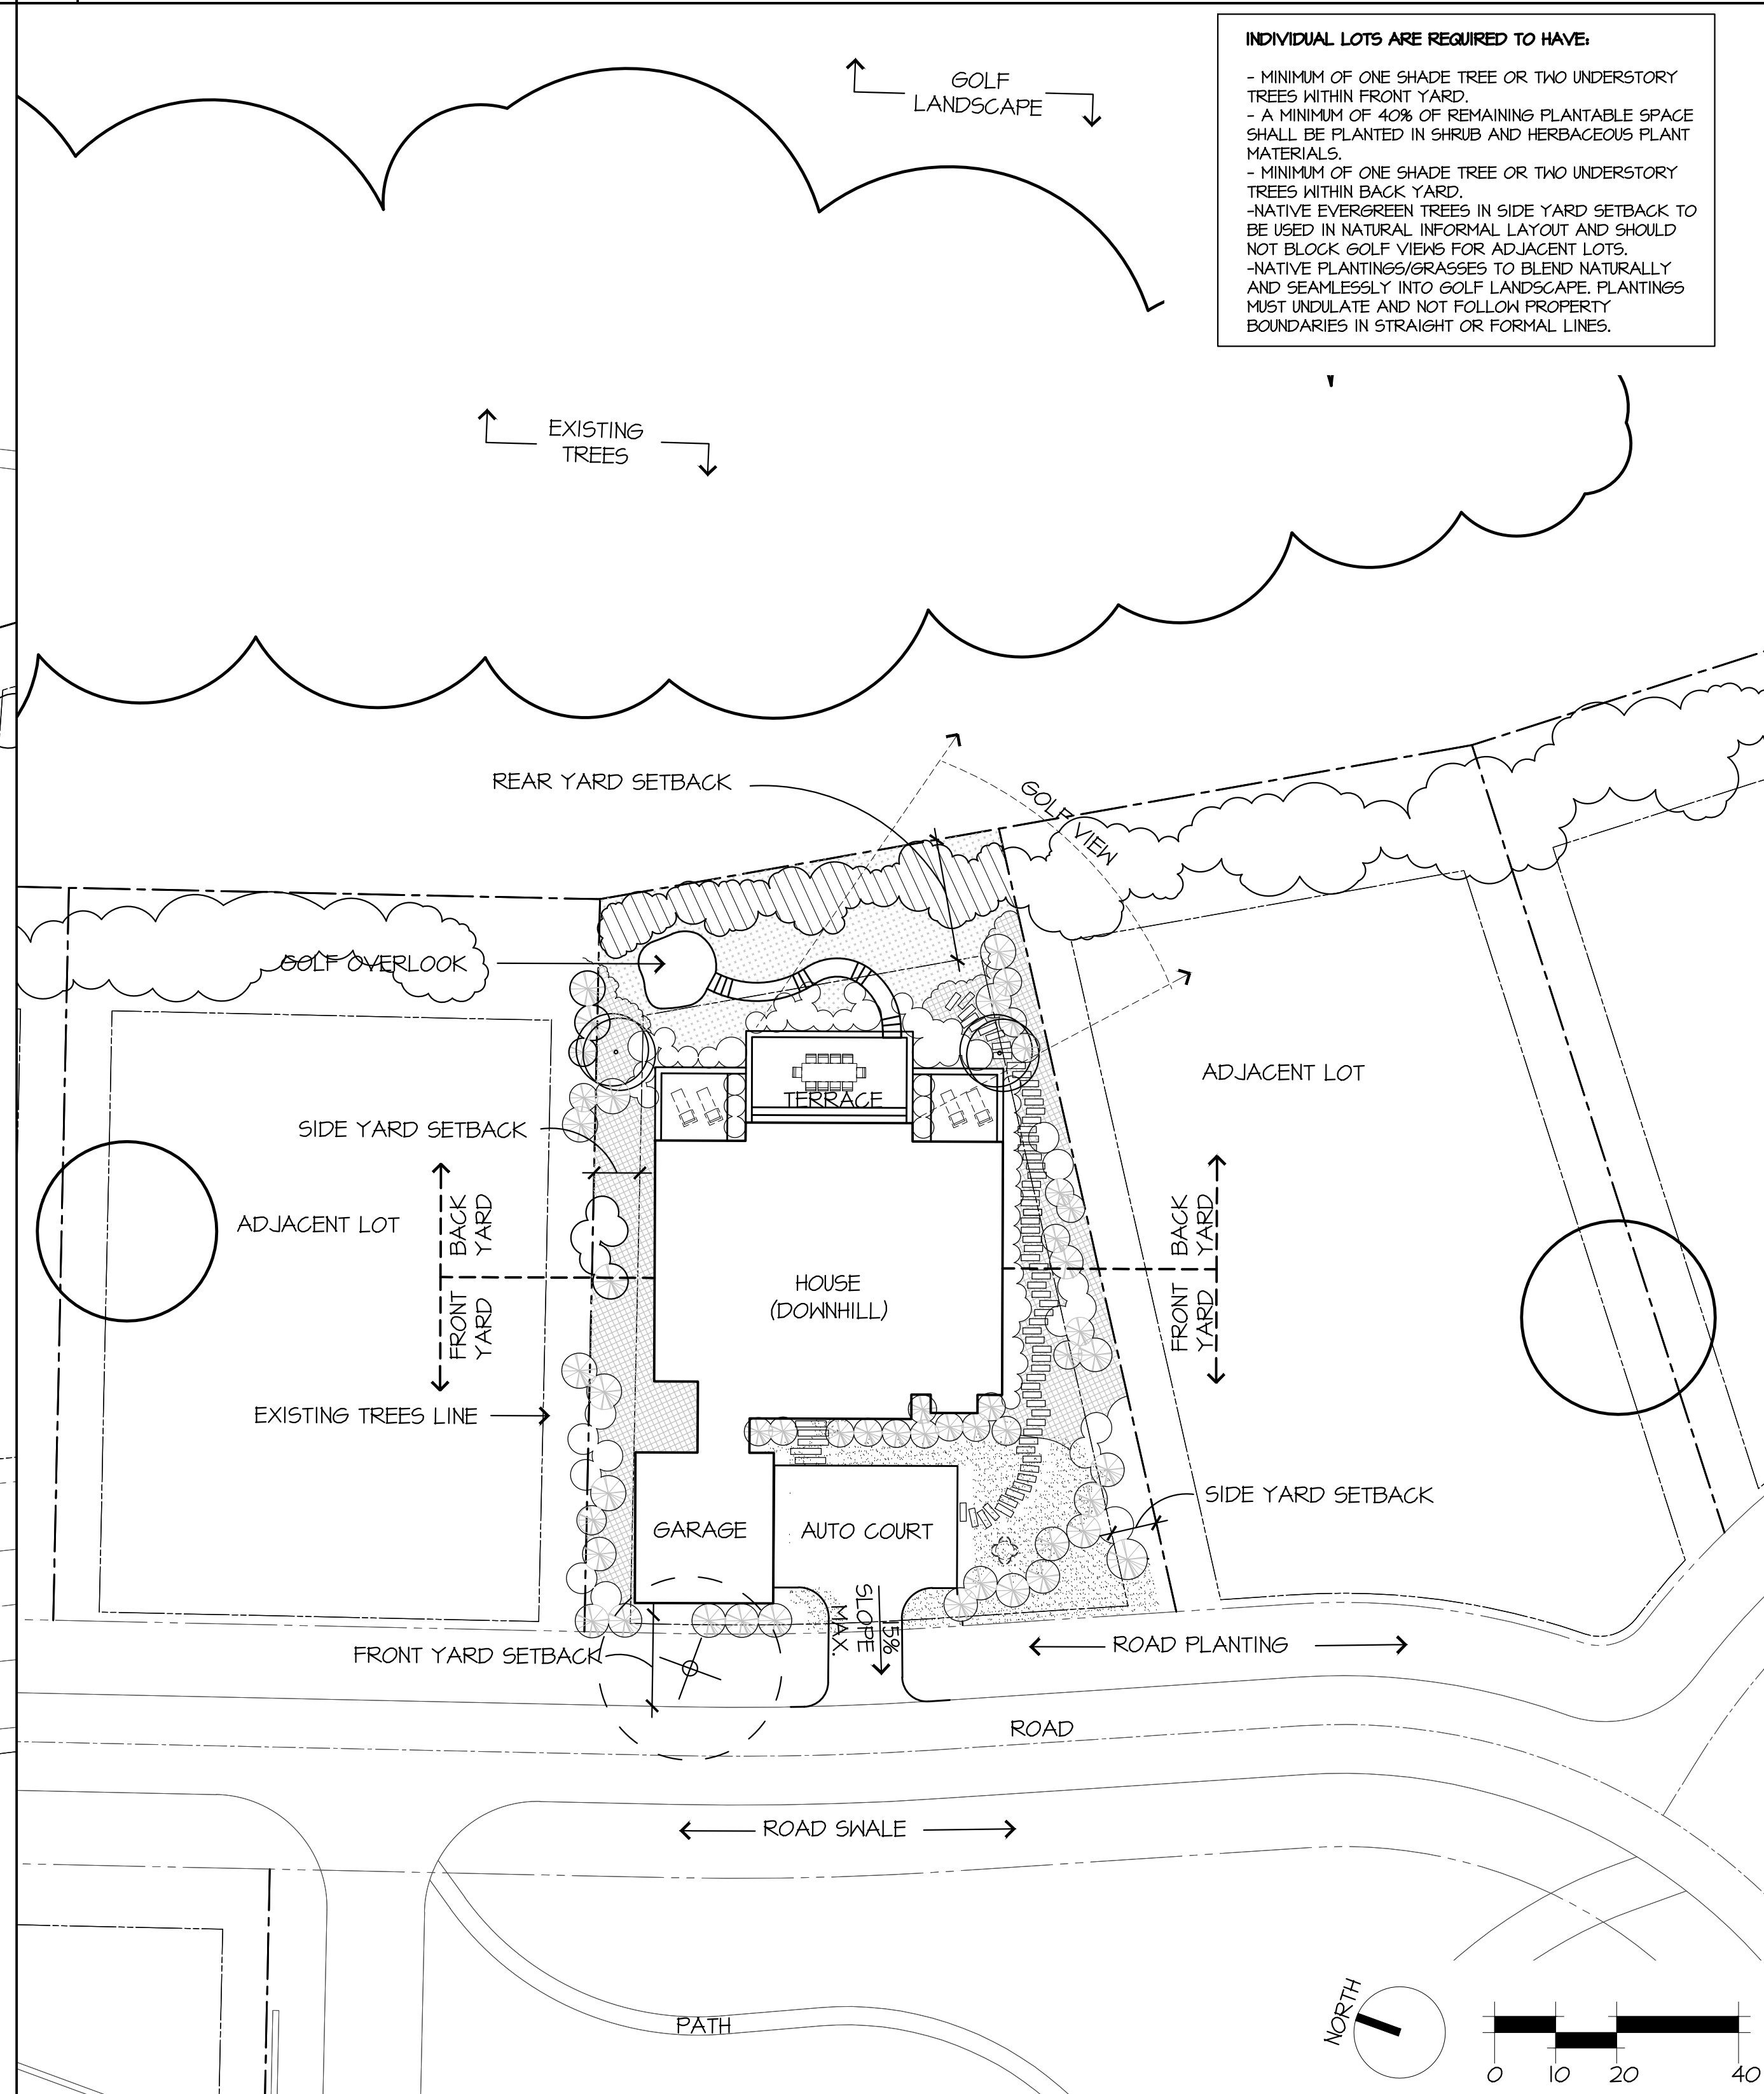 INDIVIDUAL LOTS ARE REQUIRED TO HAVE:
- MINIMUM OF ONE SHADE TREE OR TWO UNDERSTORY
TREES WITHIN FRONT YARD.
- A MINIMUM OF 40% OF REMAINING PLANTABLE SPACE
SHALL BE PLANTED IN SHRUB AND HERBACEOUS PLANT
MATERIALS.
- MINIMUM OF ONE SHADE TREE OR TWO UNDERSTORY
TREES WITHIN BACK YARD.
-NATIVE EVERGREEN TREES IN SIDE YARD SETBACK TO
BE USED IN NATURAL INFORMAL LAYOUT AND SHOULD
NOT BLOCK GOLF VIEWS FOR ADJACENT LOTS.
-NATIVE PLANTINGS/GRASSES TO BLEND NATURALLY
AND SEAMLESSLY INTO GOLF LANDSCAPE. PLANTINGS
MUST UNDULATE AND NOT FOLLOW PROPERTY
BOUNDARIES IN STRAIGHT OR FORMAL LINES.
GOLF
LANDSCAPE
EXISTING
TREES
REAR YARD SETBACK
GOLF VIEW
GOLF OVERLOOK
ADJACENT LOT
TERRACE
SIDE YARD SETBACK
ADJACENT LOT
BACK
YARD
FRONT
YARD
BACK
YARD
FRONT
YARD
HOUSE
(DOWNHILL)
EXISTING TREES LINE
SIDE YARD SETBACK
GARAGE
AUTO COURT
15%
SLOPE
MAX.
FRONT YARD SETBACK
ROAD PLANTING
ROAD
ROAD SWALE
PATH
NORTH
0 10 20 40